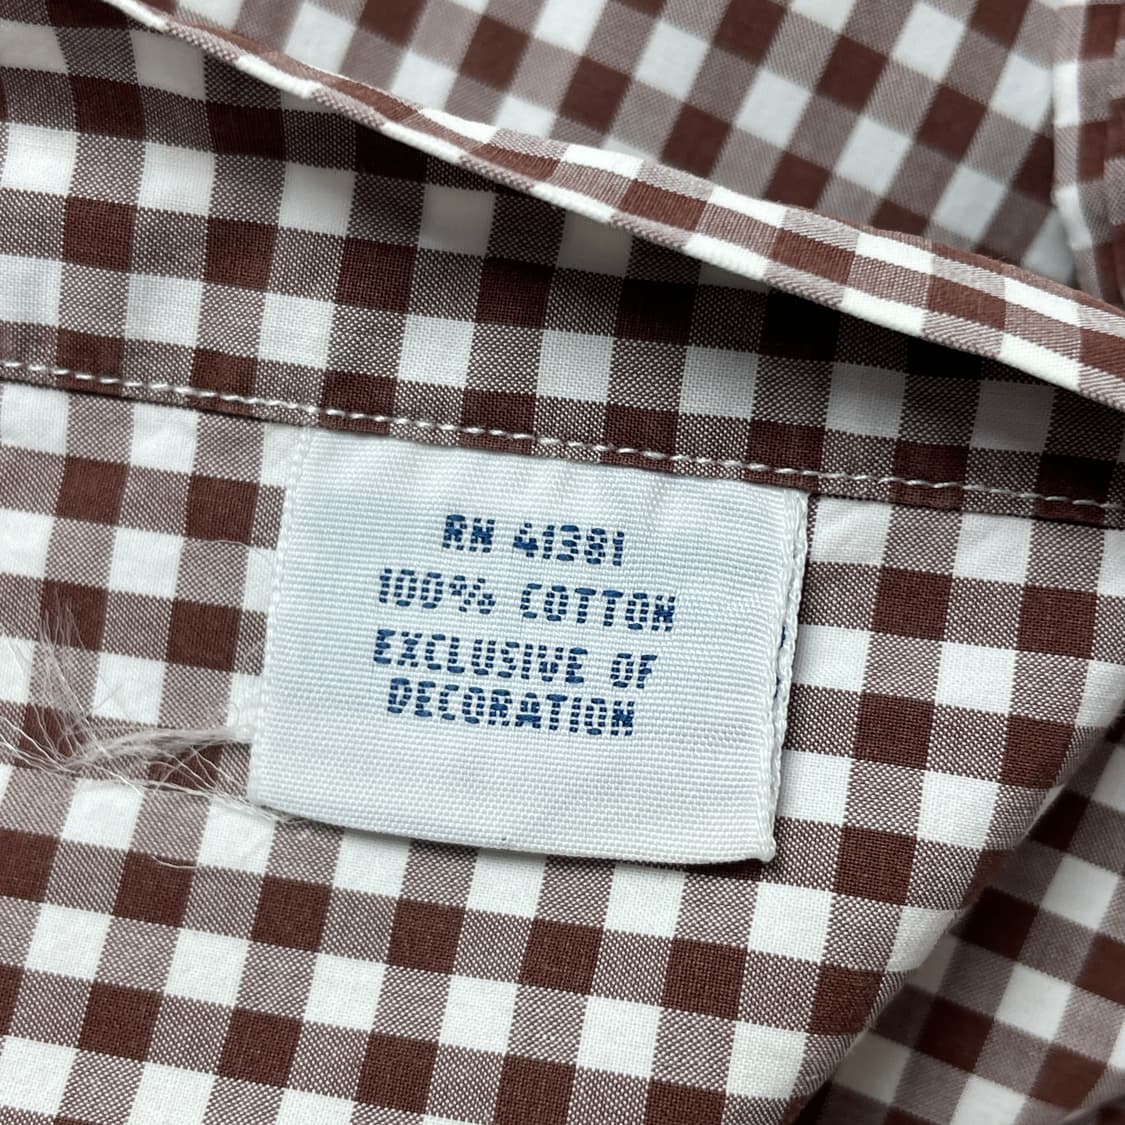 RN 41381
100% COTTON
EXCLUSIVE OF
DECORATION